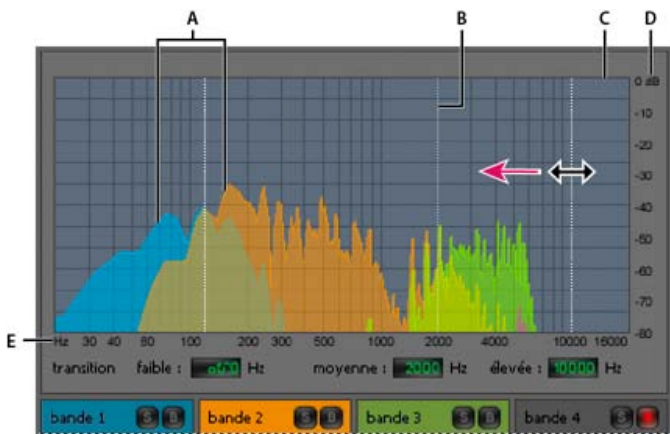 A B C D
0 dB
-10
-20
-30
-40
-50
-60
-70
-80
E
Hz 30 40 60 80 100 200 300 500 1000 2000 4000 10000 16000
transition faible : Hz moyenne : 2000 Hz élevée : 10000 Hz
bande 1 S B bande 2 S B bande 3 S B bande 4 S